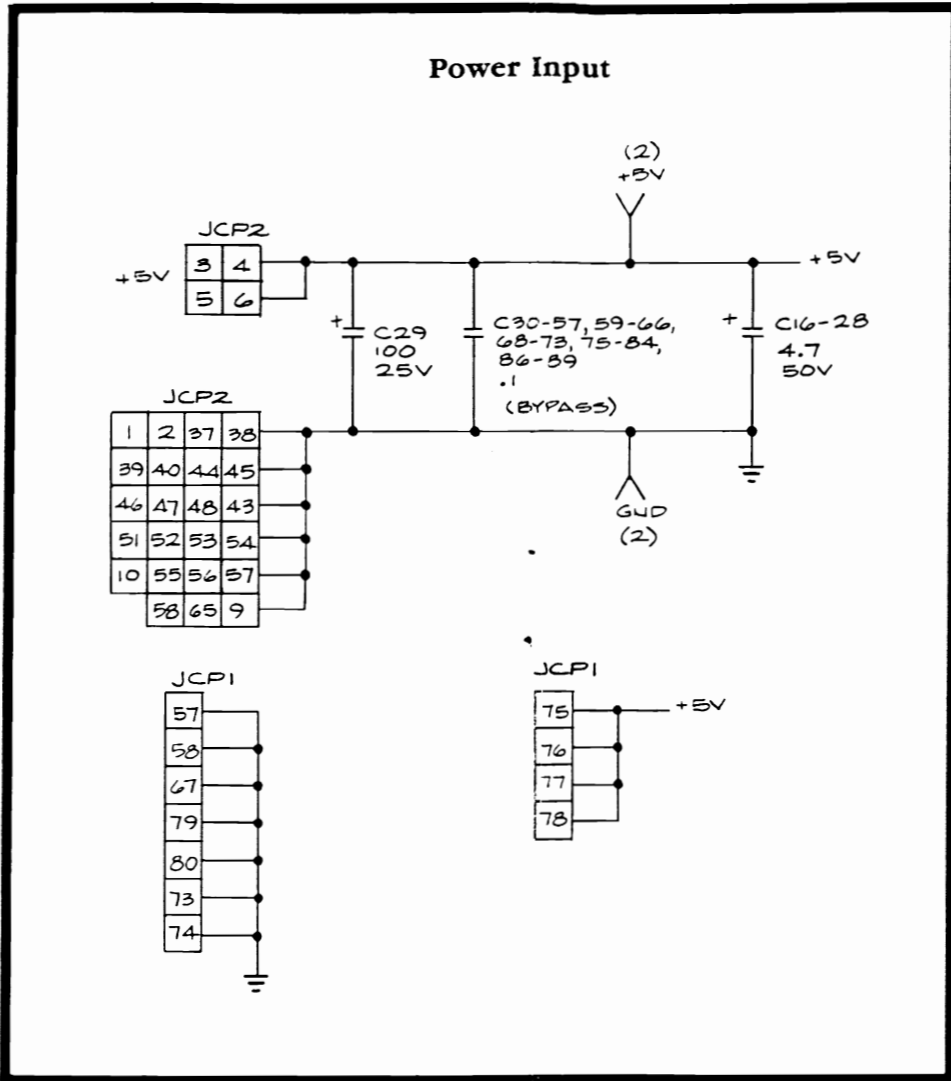 Power Input
(2)
+5V
JCP2
+5V
3 4
5 6
+5V
+ C29
100
25V
C30-57, 59-66,
68-73, 75-84,
86-89
.1
(BYPASS)
+ C16-28
4.7
50V
JCP2
1 2 37 38
39 40 44 45
46 47 48 43
51 52 53 54
10 55 56 57
58 65 9
GND
(2)
JCP1
57
58
67
79
80
73
74
JCP1
75
76
77
78
+5V